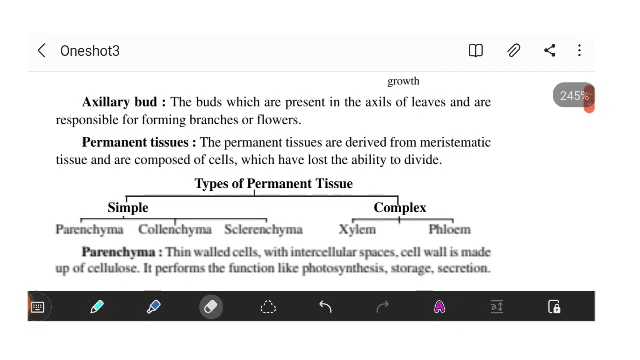 Oneshot3
growth
245%
Axillary bud : The buds which are present in the axils of leaves and are
responsible for forming branches or flowers.
Permanent tissues : The permanent tissues are derived from meristematic
tissue and are composed of cells, which have lost the ability to divide.
Types of Permanent Tissue
Simple Complex
Parenchyma Collenchyma Sclerenchyma Xylem Phloem
Parenchyma : Thin walled cells, with intercellular spaces, cell wall is made
up of cellulose. It performs the function like photosynthesis, storage, secretion.